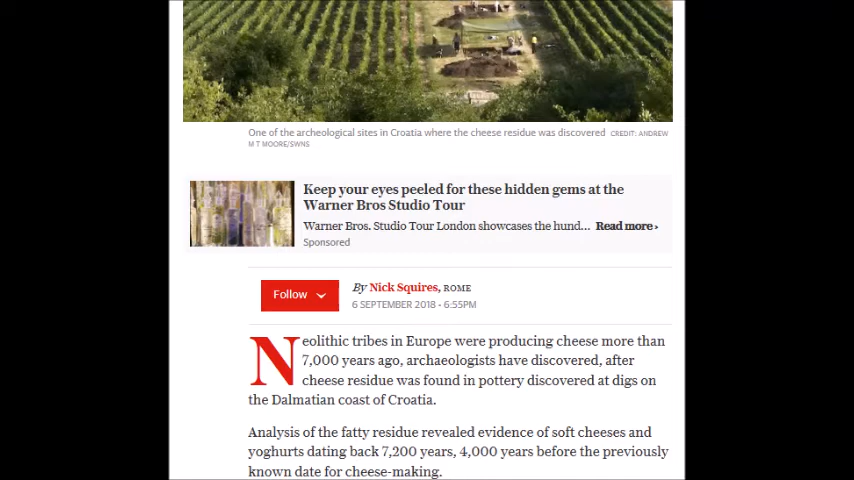 One of the archeological sites in Croatia where the cheese residue was discovered CREDIT: ANDREW
M T MOORE/SWNS
Keep your eyes peeled for these hidden gems at the
Warner Bros Studio Tour
Warner Bros. Studio Tour London showcases the hund... Read more ›
Sponsored
Follow
By Nick Squires, ROME
6 SEPTEMBER 2018 • 6:55PM
Neolithic tribes in Europe were producing cheese more than
7,000 years ago, archaeologists have discovered, after
cheese residue was found in pottery discovered at digs on
the Dalmatian coast of Croatia.
Analysis of the fatty residue revealed evidence of soft cheeses and
yoghurts dating back 7,200 years, 4,000 years before the previously
known date for cheese-making.